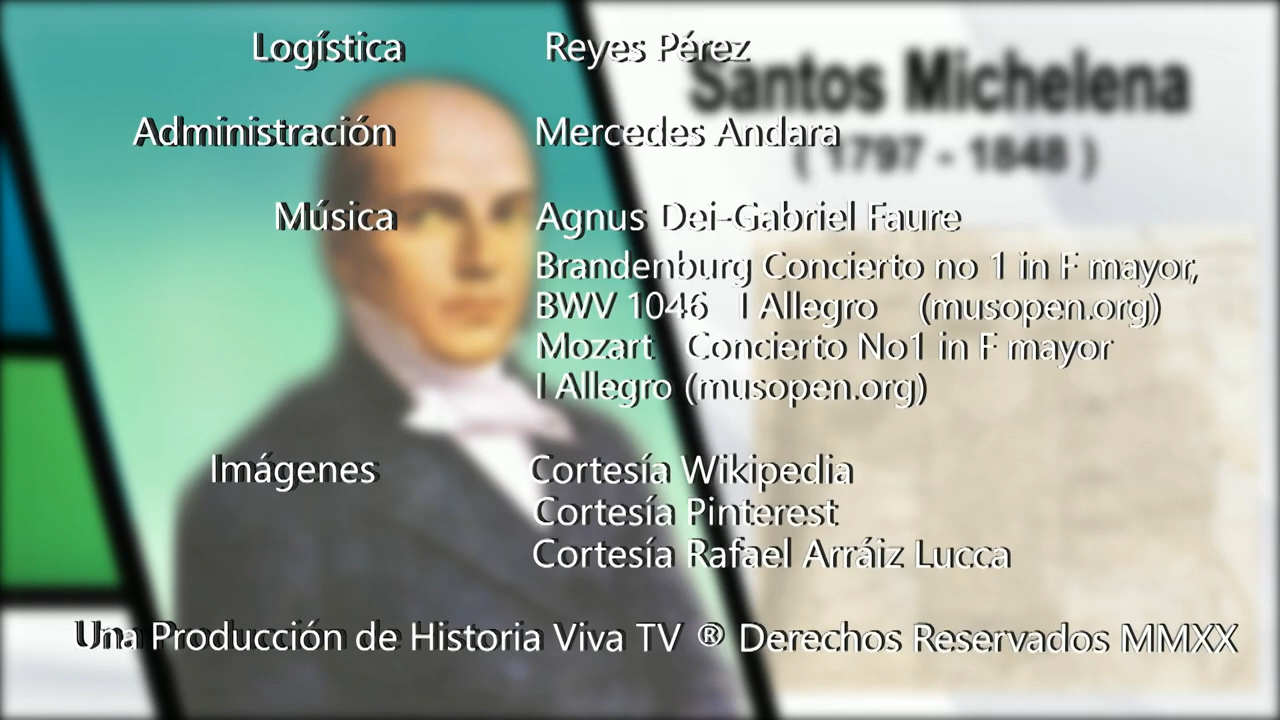 Santos Michelena
( 1797 - 1848 )
Logística Reyes Pérez
Administración Mercedes Andara
Música Agnus Dei-Gabriel Faure
Brandenburg Concierto no 1 in F mayor,
BWV 1046 I Allegro (musopen.org)
Mozart Concierto No1 in F mayor
I Allegro (musopen.org)
Imágenes Cortesía Wikipedia
Cortesía Pinterest
Cortesía Rafael Arráiz Lucca
Una Producción de Historia Viva TV ® Derechos Reservados MMXX